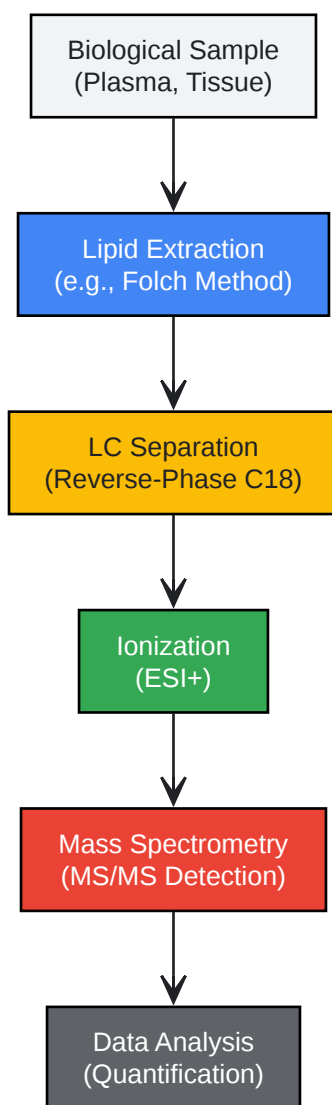 Biological Sample
(Plasma, Tissue)
Lipid Extraction
(e.g., Folch Method)
LC Separation
(Reverse-Phase C18)
Ionization
(ESI+)
Mass Spectrometry
(MS/MS Detection)
Data Analysis
(Quantification)